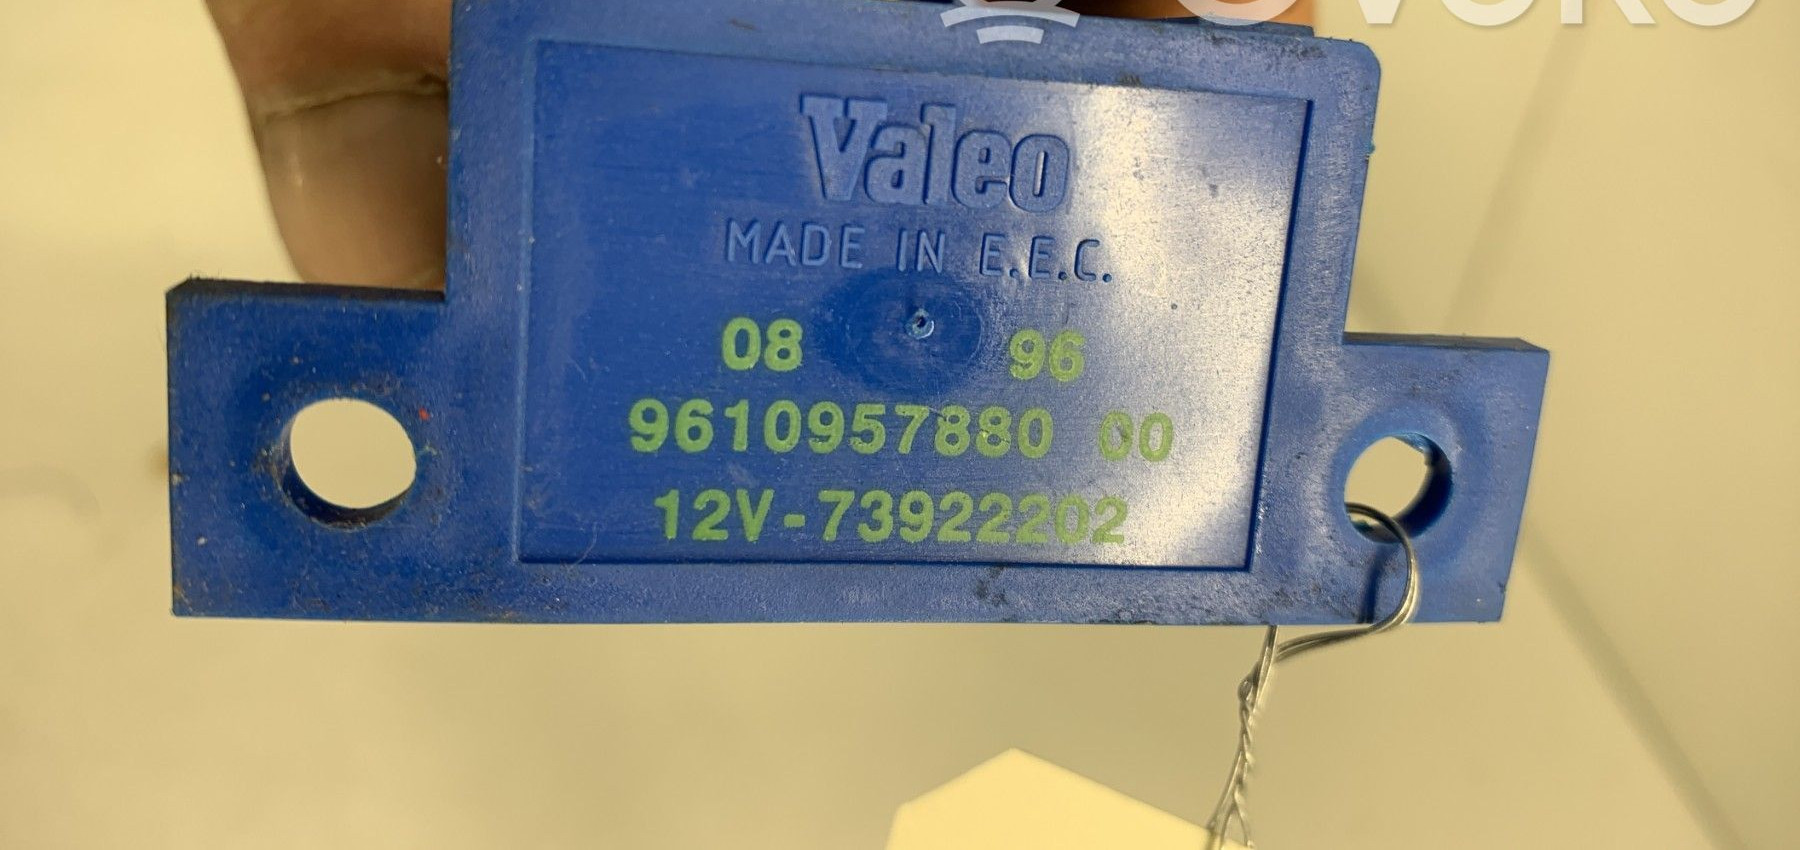 Valeo
MADE IN E.E.C.
08 96
9610957880 00
12V-73922202